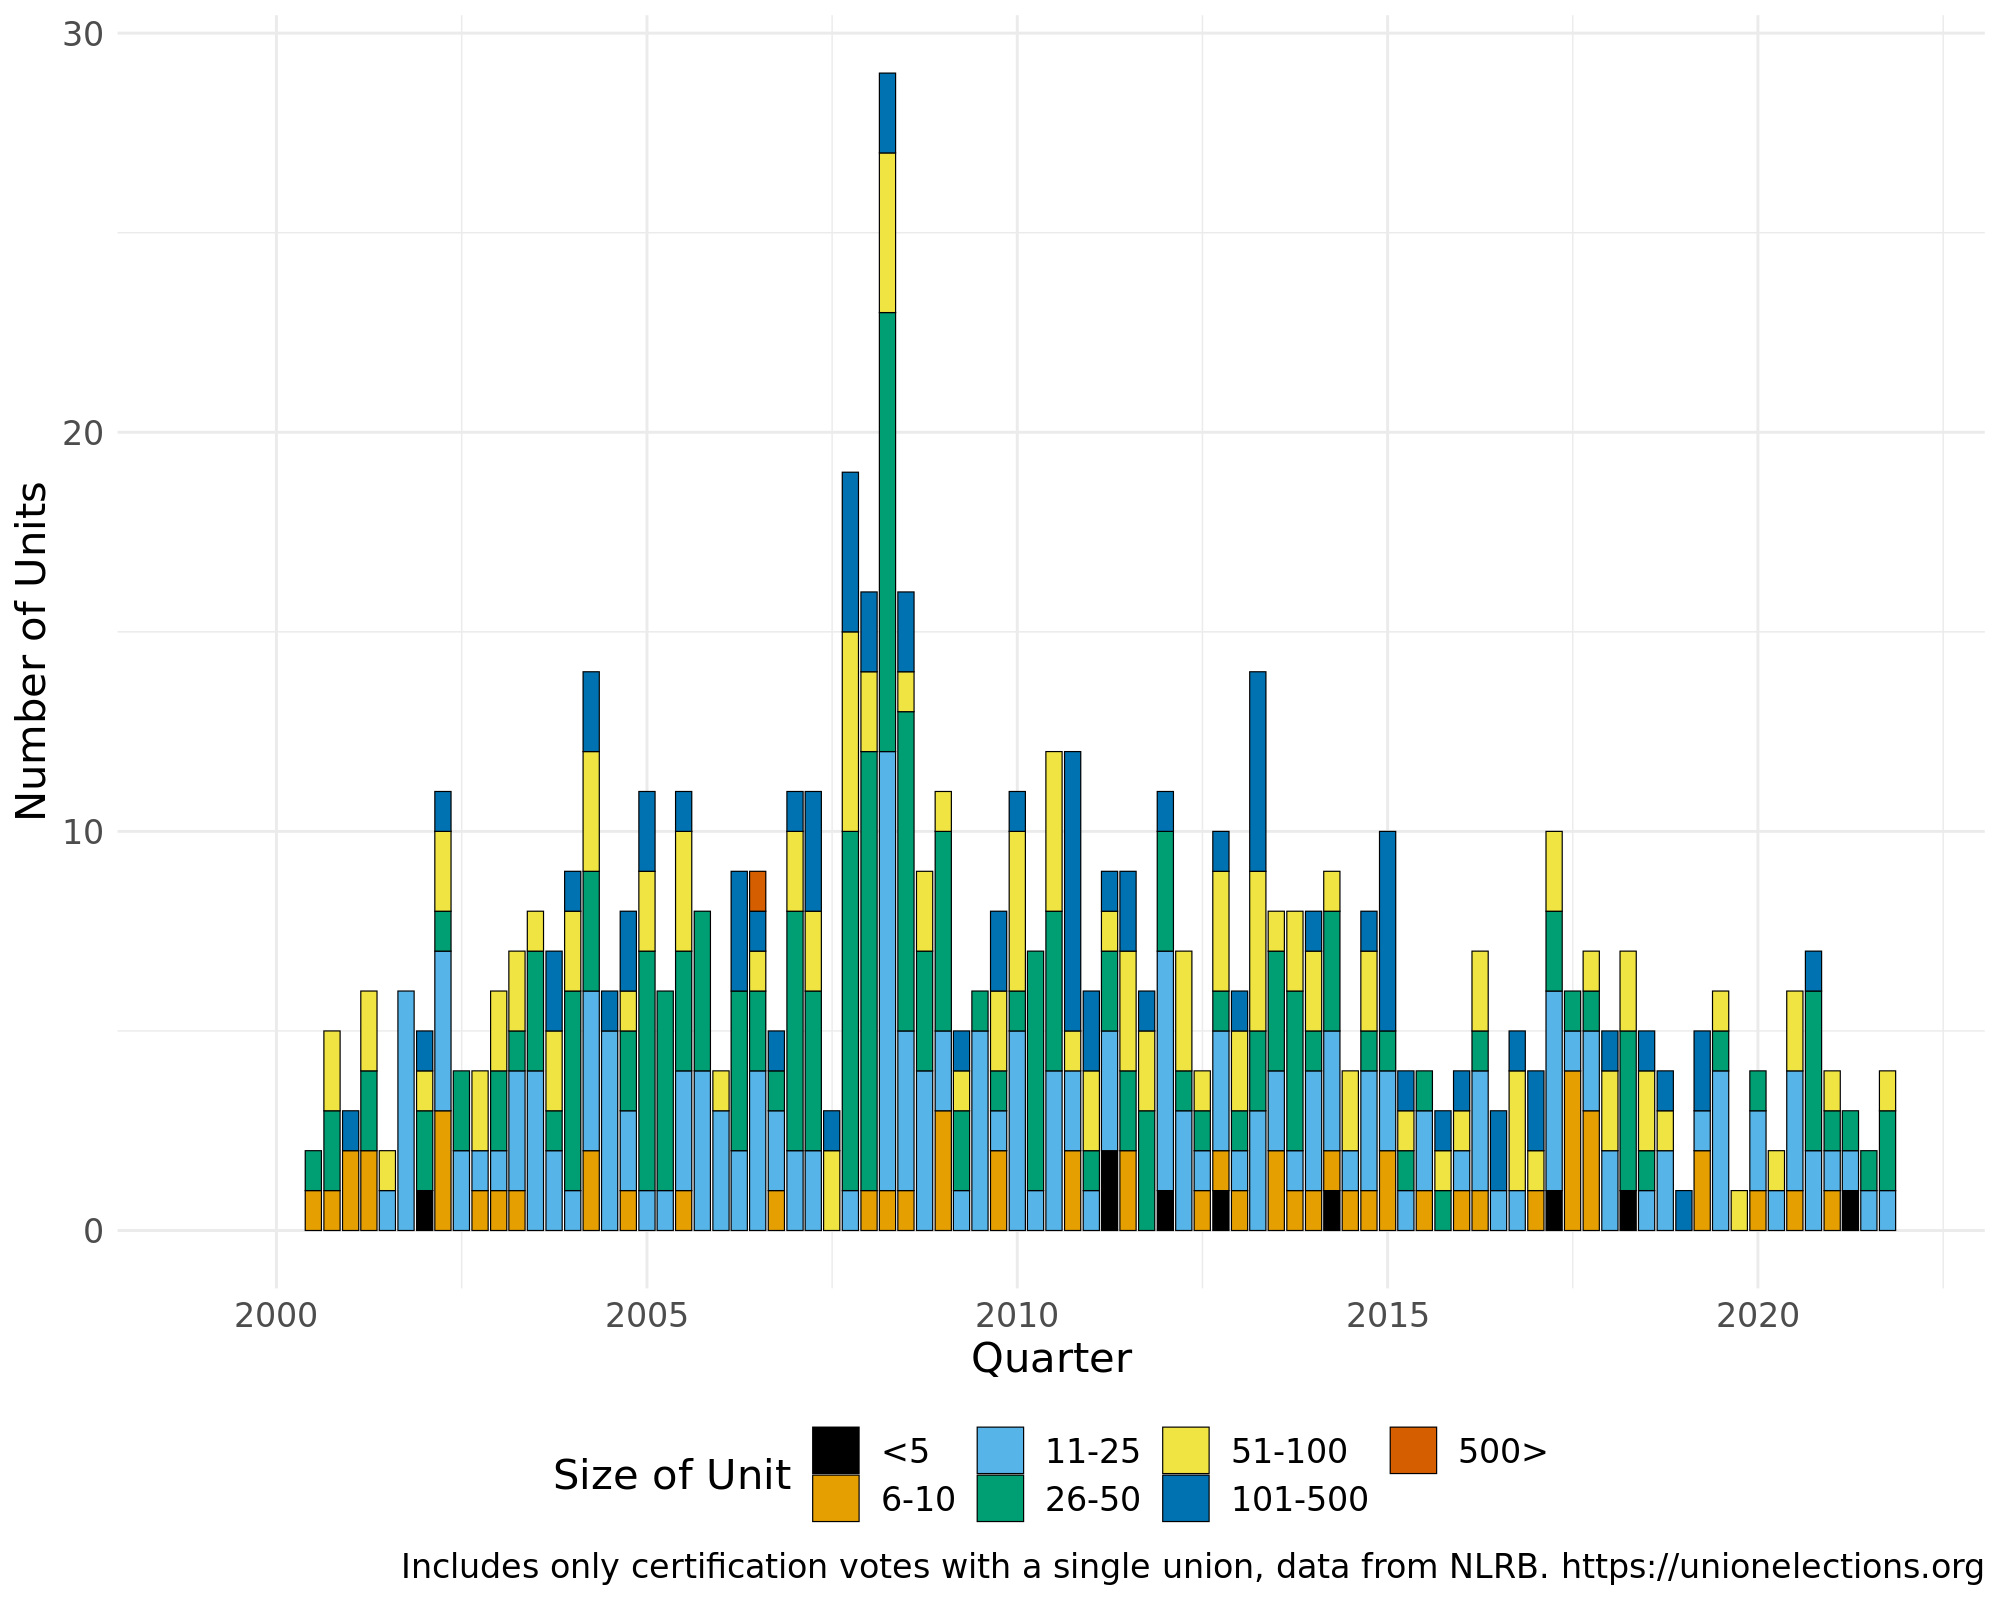 30
20
10
0
Number of Units
2000 2005 2010 2015 2020
Quarter
Size of Unit
<5 11-25 51-100 500>
6-10 26-50 101-500
Includes only certification votes with a single union, data from NLRB. https://unionelections.org